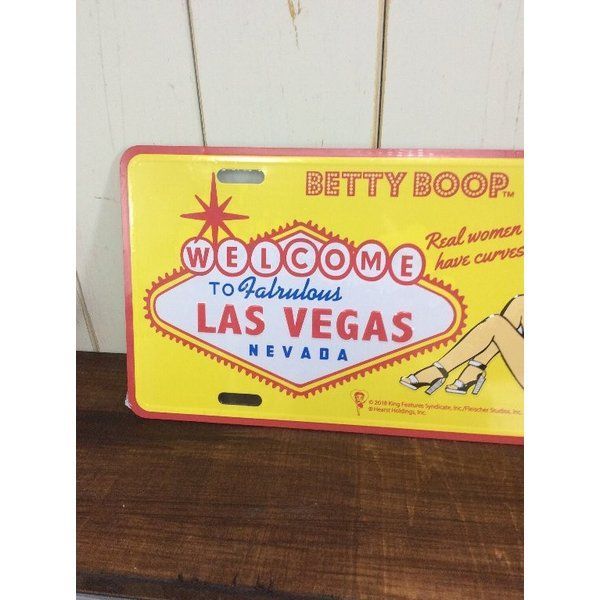 BETTY BOOP™
Real women
have curves
WELCOME
TO Fabulous
LAS VEGAS
NEVADA
© 2018 King Features Syndicate, Inc./Fleischer Studios, Inc.
® Hearst Holdings, Inc.